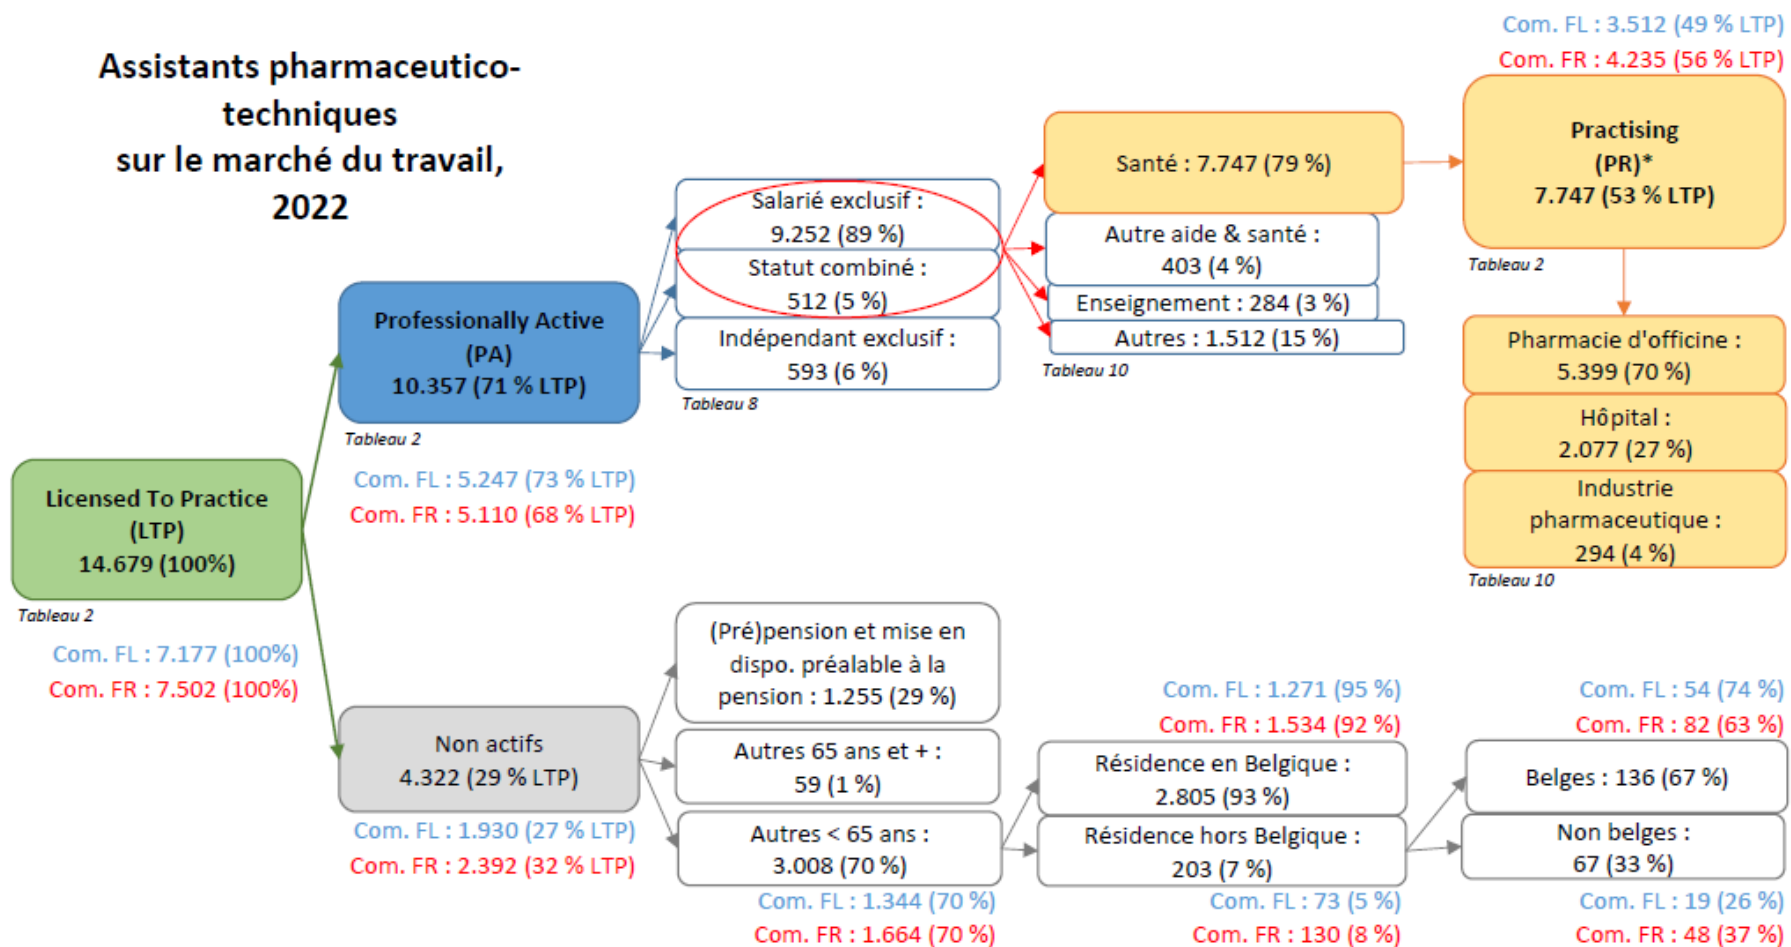 Assistants pharmaceutico-
techniques
sur le marché du travail,
2022
Licensed To Practice
(LTP)
14.679 (100%)
Tableau 2
Com. FL : 7.177 (100%)
Com. FR : 7.502 (100%)
Professionally Active
(PA)
10.357 (71 % LTP)
Tableau 2
Com. FL : 5.247 (73 % LTP)
Com. FR : 5.110 (68 % LTP)
Salarié exclusif :
9.252 (89 %)
Statut combiné :
512 (5 %)
Indépendant exclusif :
593 (6 %)
Tableau 8
Santé : 7.747 (79 %)
Autre aide & santé :
403 (4 %)
Enseignement : 284 (3 %)
Autres : 1.512 (15 %)
Tableau 10
Com. FL : 3.512 (49 % LTP)
Com. FR : 4.235 (56 % LTP)
Practising
(PR)*
7.747 (53 % LTP)
Tableau 2
Pharmacie d'officine :
5.399 (70 %)
Hôpital :
2.077 (27 %)
Industrie
pharmaceutique :
294 (4 %)
Tableau 10
Non actifs
4.322 (29 % LTP)
Com. FL : 1.930 (27 % LTP)
Com. FR : 2.392 (32 % LTP)
(Pré)pension et mise en
dispo. préalable à la
pension : 1.255 (29 %)
Autres 65 ans et + :
59 (1 %)
Autres < 65 ans :
3.008 (70 %)
Com. FL : 1.344 (70 %)
Com. FR : 1.664 (70 %)
Com. FL : 1.271 (95 %)
Com. FR : 1.534 (92 %)
Résidence en Belgique :
2.805 (93 %)
Résidence hors Belgique :
203 (7 %)
Com. FL : 73 (5 %)
Com. FR : 130 (8 %)
Com. FL : 54 (74 %)
Com. FR : 82 (63 %)
Belges : 136 (67 %)
Non belges :
67 (33 %)
Com. FL : 19 (26 %)
Com. FR : 48 (37 %)